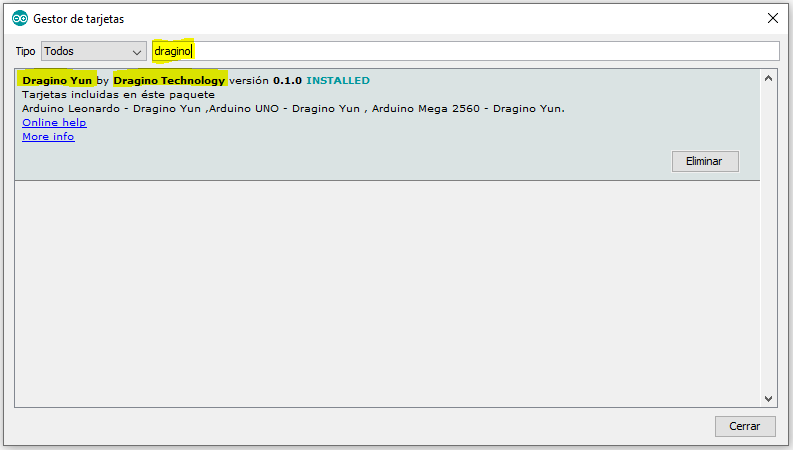 Gestor de tarjetas
Tipo Todos dragino
Dragino Yun by Dragino Technology versión 0.1.0 INSTALLED
Tarjetas incluidas en éste paquete
Arduino Leonardo - Dragino Yun ,Arduino UNO - Dragino Yun , Arduino Mega 2560 - Dragino Yun.
Online help
More info
Eliminar
Cerrar